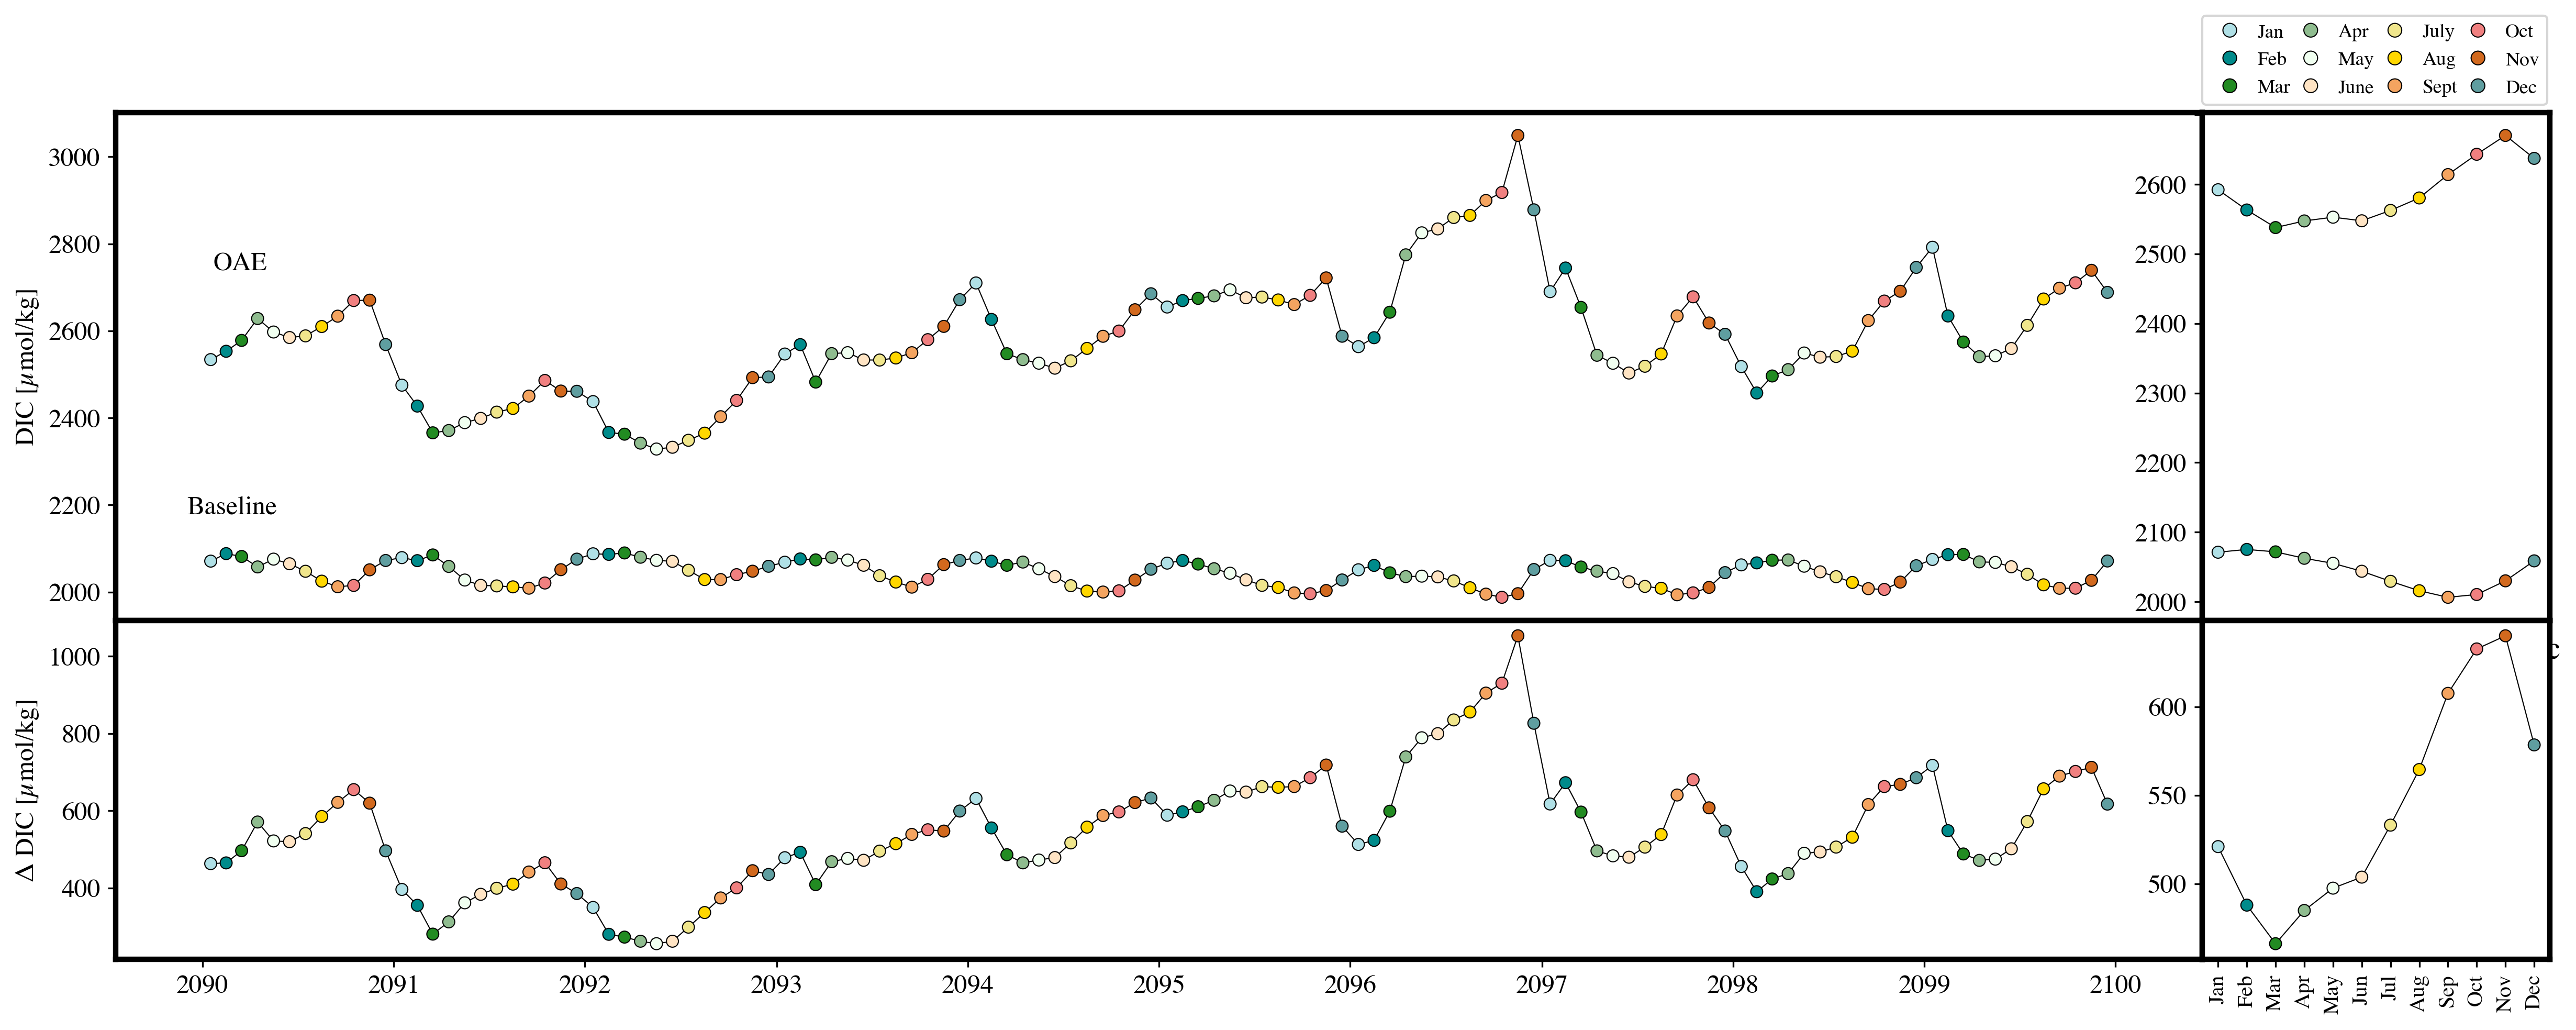 Jan Apr July Oct
Feb May Aug Nov
Mar June Sept Dec
DIC [μmol/kg]
3000
2800
2600
2400
2200
2000
OAE
Baseline
2600
2500
2400
2300
2200
2100
2000
Δ DIC [μmol/kg]
1000
800
600
400
c
600
550
500
2090 2091 2092 2093 2094 2095 2096 2097 2098 2099 2100
Jan Feb Mar Apr May Jun Jul Aug Sep Oct Nov Dec